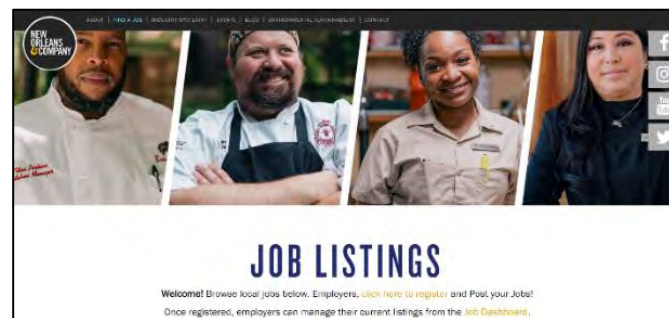 ABOUT | FIND A JOB | INDUSTRY SPOTLIGHT | EVENTS | BLOG | ENVIRONMENTAL SUSTAINABILITY | CONTACT
NEW
ORLEANS
&COMPANY
You
Tube
JOB LISTINGS
Welcome! Browse local jobs below. Employers, click here to register and Post your Jobs!
Once registered, employers can manage their current listings from the Job Dashboard.